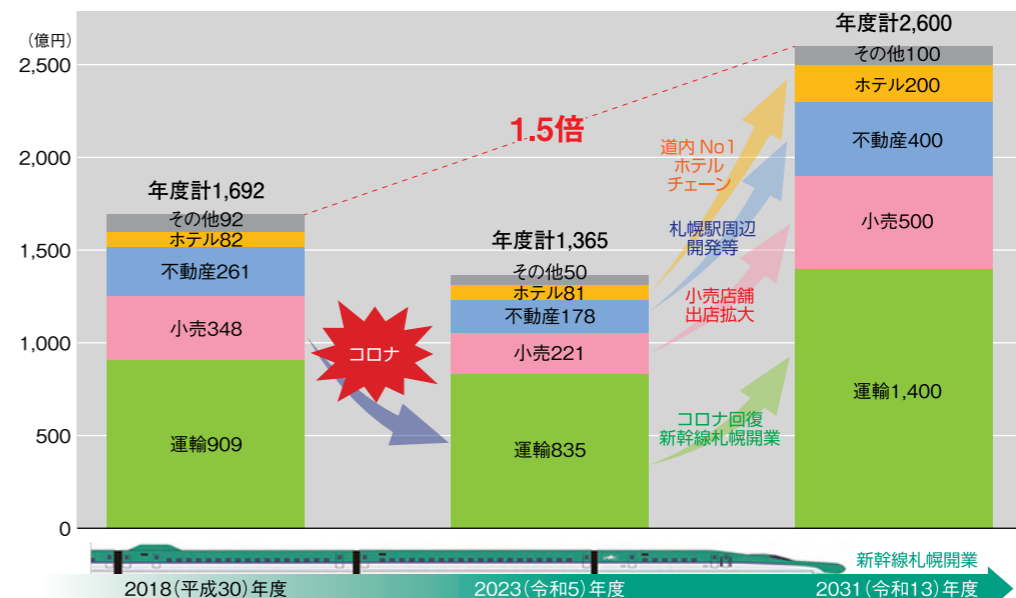 （億円）
2,500
2,000
1,500
1,000
500
0
年度計1,692
その他92
ホテル82
不動産261
小売348
運輸909
コロナ
年度計1,365
その他50
ホテル81
不動産178
小売221
運輸835
1.5倍
道内No1
ホテル
チェーン
札幌駅周辺
開発等
小売店舗
出店拡大
コロナ回復
新幹線札幌開業
年度計2,600
その他100
ホテル200
不動産400
小売500
運輸1,400
新幹線札幌開業
2018（平成30）年度
2023（令和5）年度
2031（令和13）年度